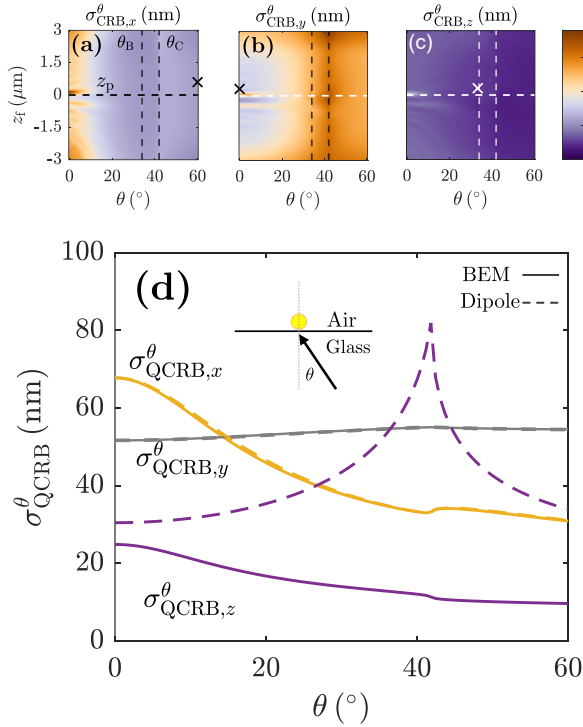 σ^θ_CRB,x (nm) σ^θ_CRB,y (nm) σ^θ_CRB,z (nm)
3 (a) θ_B θ_C (b) (c)
1.5
z_p
0
-1.5
-3
z_f (μm)
0 20 40 60 0 20 40 60 0 20 40 60
θ (°) θ (°) θ (°)
100
80
60
40
20
0
σ^θ_QCRB (nm)
(d)
BEM
Dipole
Air
Glass
θ
σ^θ_QCRB,x
σ^θ_QCRB,y
σ^θ_QCRB,z
0 20 40 60
θ (°)